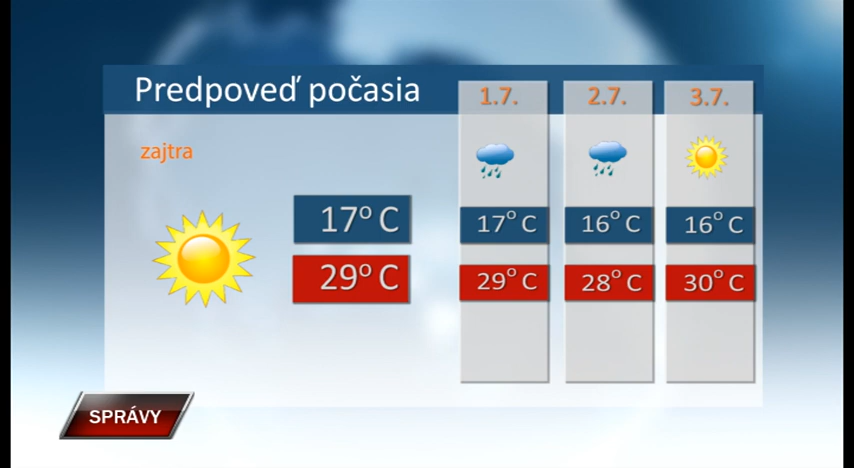 Predpoveď počasia
zajtra
17° C
29° C
1.7. 2.7. 3.7.
17° C 16° C 16° C
29° C 28° C 30° C
SPRÁVY